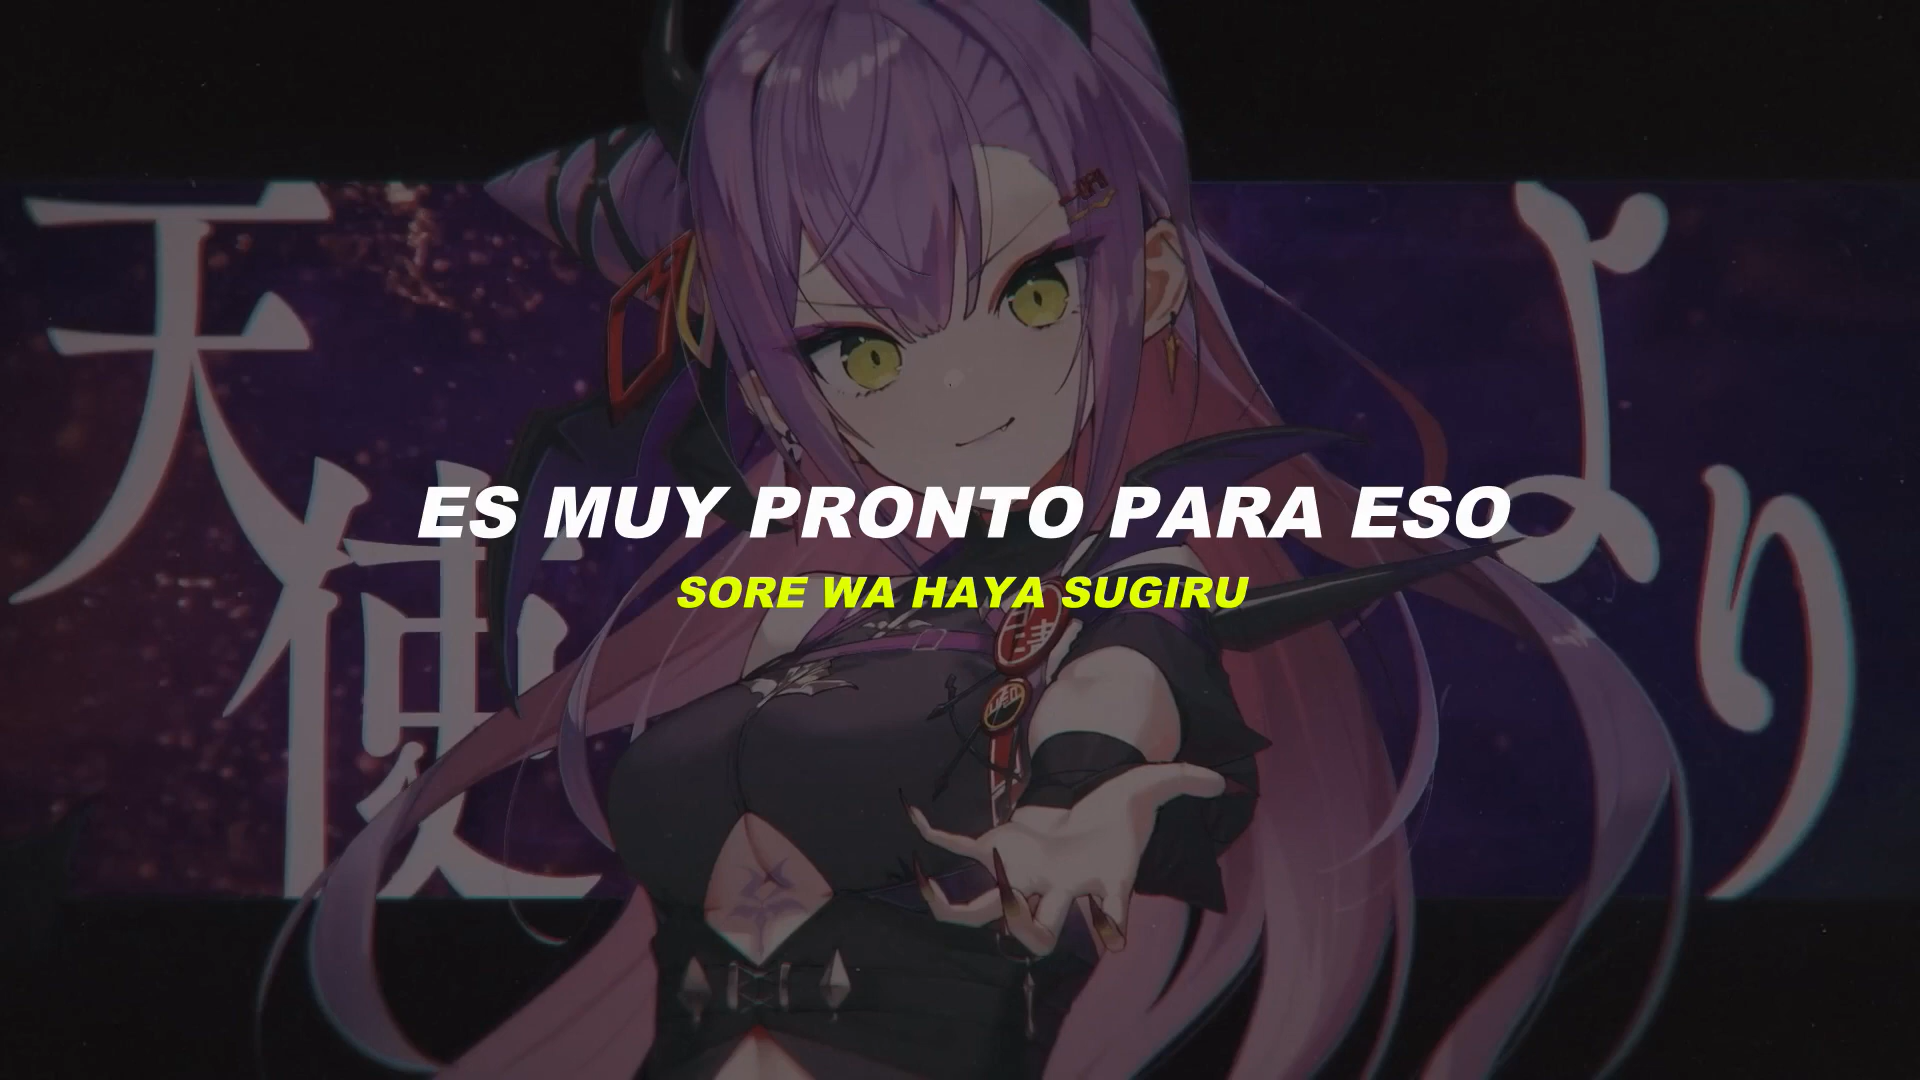 天使
より
ES MUY PRONTO PARA ESO
SORE WA HAYA SUGIRU